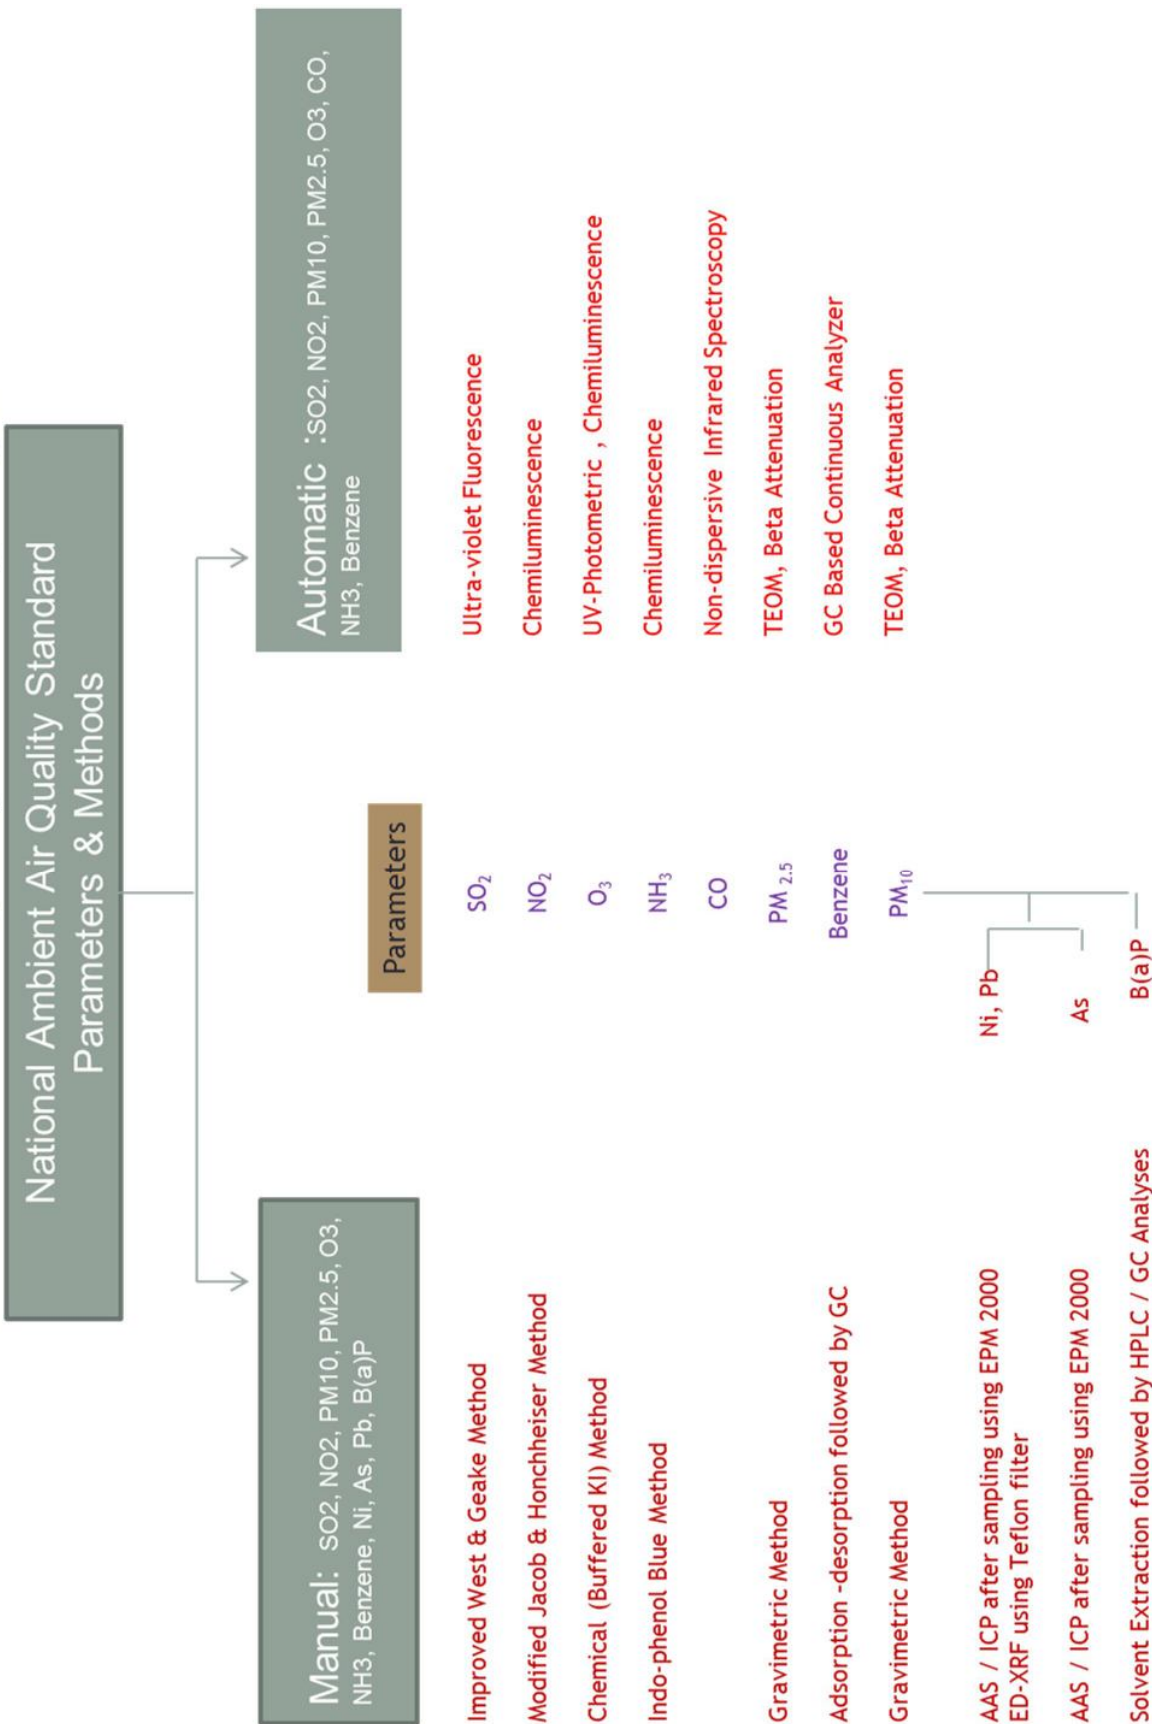 National Ambient Air Quality Standard
Parameters & Methods
Manual: SO2, NO2, PM10, PM2.5, O3,
NH3, Benzene, Ni, As, Pb, B(a)P
Automatic :SO2, NO2, PM10, PM2.5, O3, CO,
NH3, Benzene
Parameters
Improved West & Geake Method
SO₂
Ultra-violet Fluorescence
Modified Jacob & Honchheiser Method
NO₂
Chemiluminescence
Chemical (Buffered KI) Method
O₃
UV-Photometric , Chemiluminescence
Indo-phenol Blue Method
NH₃
Chemiluminescence
CO
Non-dispersive Infrared Spectroscopy
Gravimetric Method
PM ₂.₅
TEOM, Beta Attenuation
Adsorption -desorption followed by GC
Benzene
GC Based Continuous Analyzer
Gravimetric Method
PM₁₀
TEOM, Beta Attenuation
AAS / ICP after sampling using EPM 2000
ED-XRF using Teflon filter
Ni, Pb
AAS / ICP after sampling using EPM 2000
As
Solvent Extraction followed by HPLC / GC Analyses
B(a)P